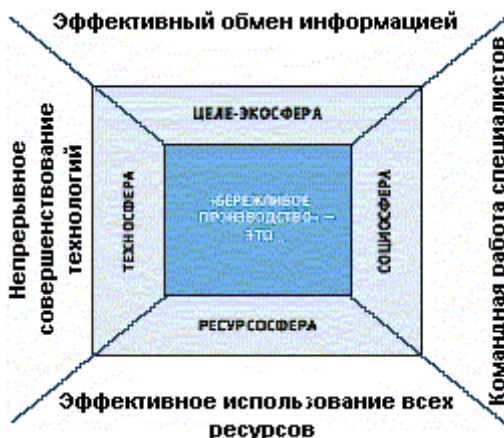 Эффективный обмен информацией
ЦЕЛЕ-ЭКОСФЕРА
Непрерывное
совершенствование
технологий
ТЕХНОСФЕРА
«БЕРЕЖЛИВОЕ
ПРОИЗВОДСТВО» —
ЭТО...
СОЦИОСФЕРА
Командная работа специалистов
РЕСУРСОСФЕРА
Эффективное использование всех
ресурсов